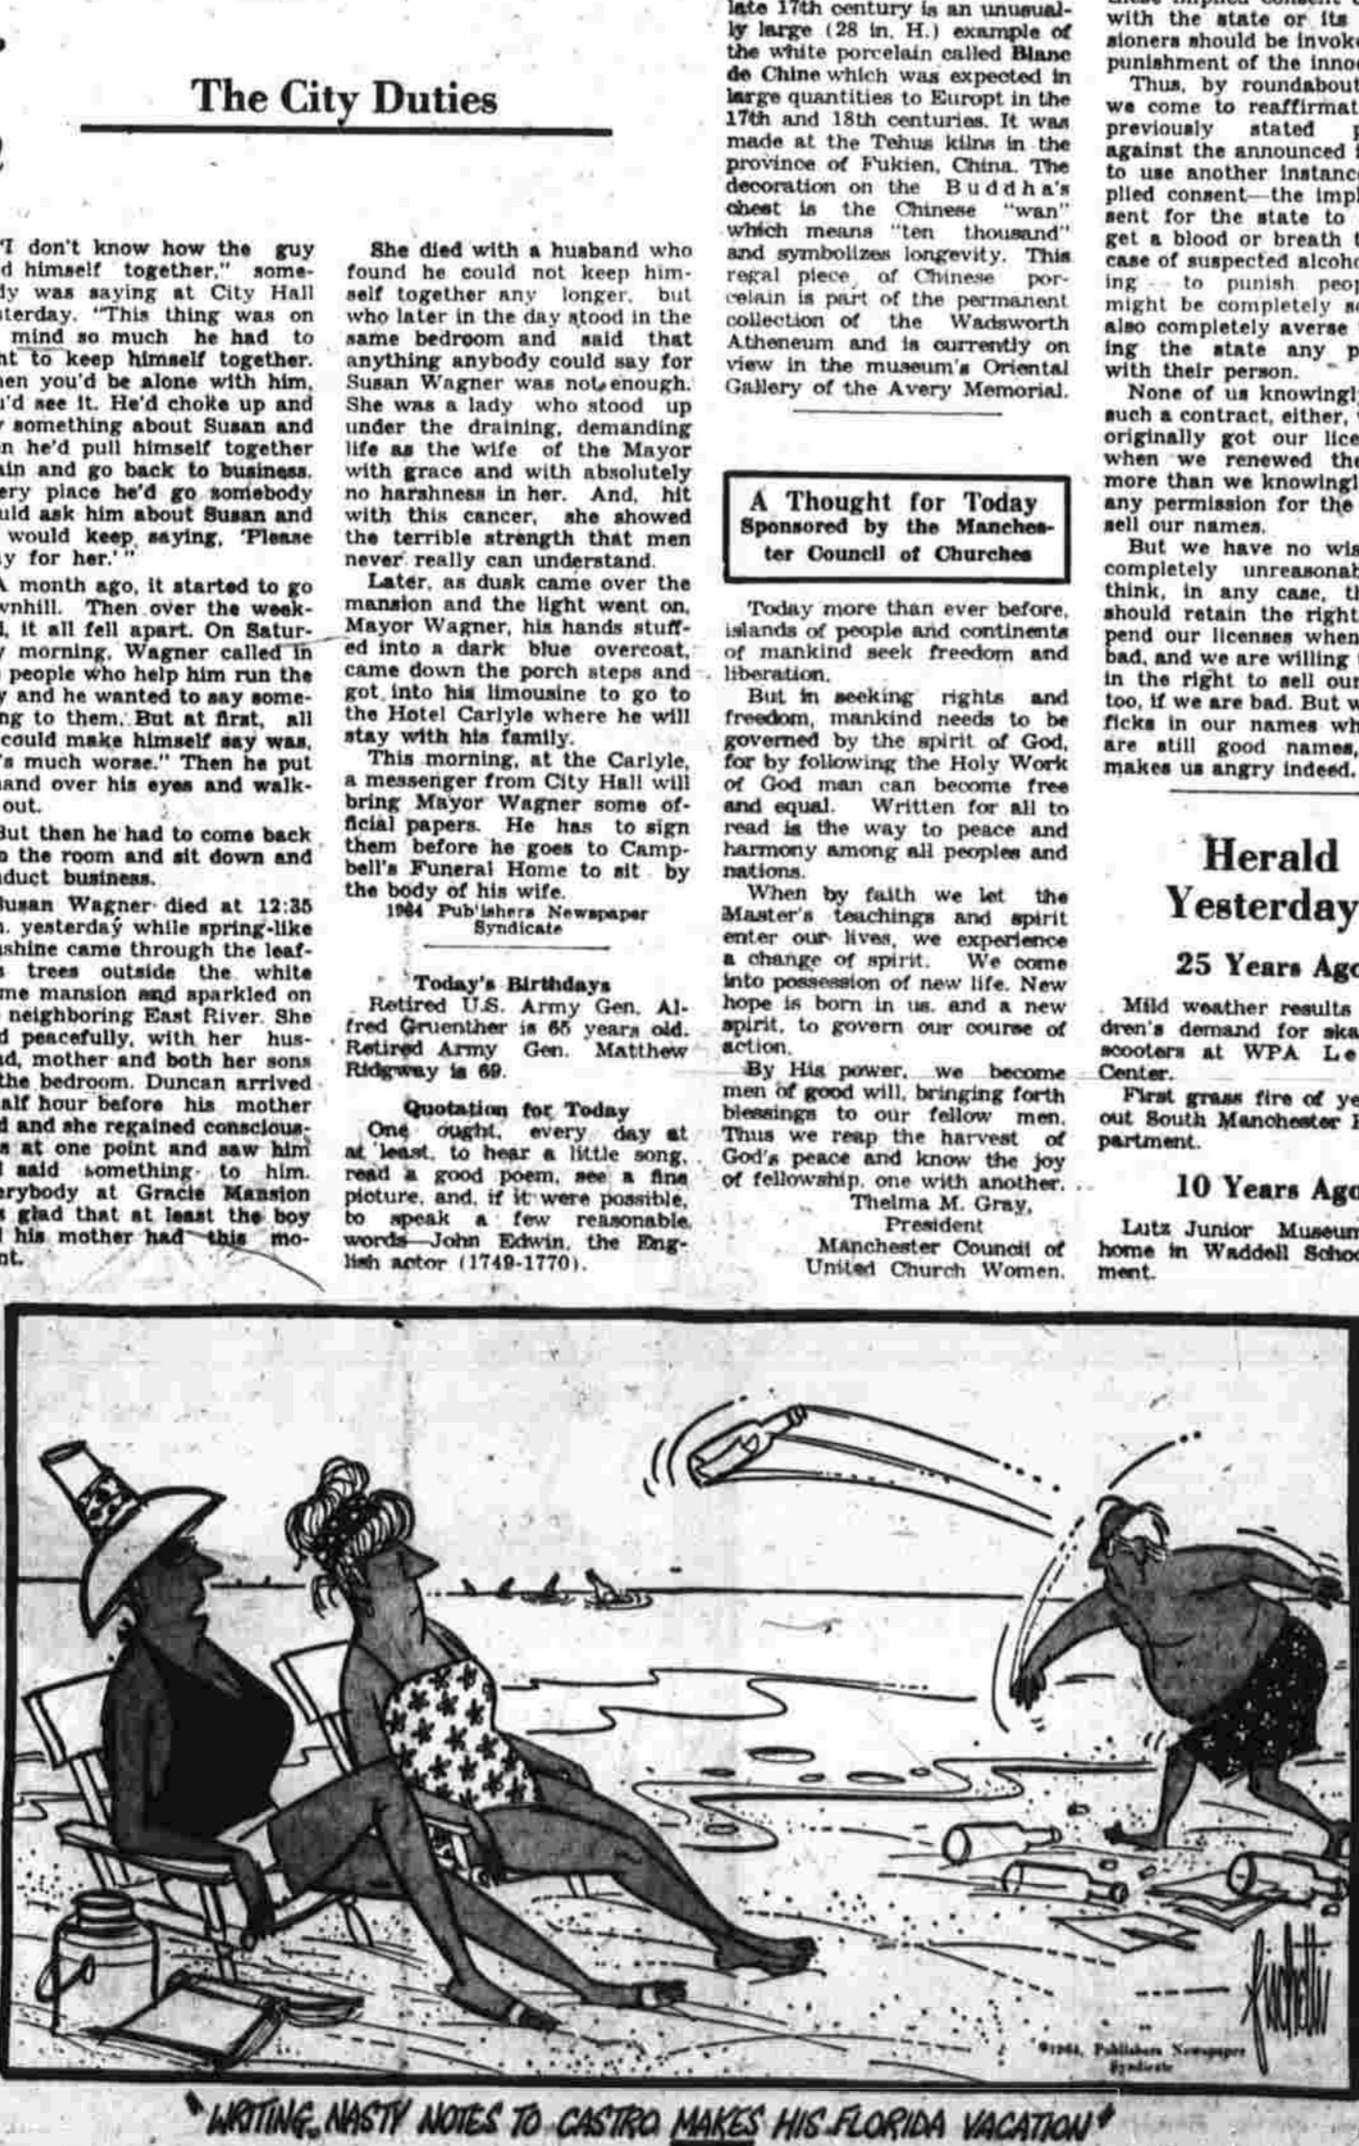 The City Duties
"I don't know how the guy
d himself together," some-
dy was saying at City Hall
sterday. "This thing was on
mind so much he had to
ht to keep himself together.
hen you'd be alone with him,
u'd see it. He'd choke up and
y something about Susan and
n he'd pull himself together
ain and go back to business.
ery place he'd go somebody
uld ask him about Susan and
would keep saying, 'Please
ay for her.'"
A month ago, it started to go
wnhill. Then over the week-
d, it all fell apart. On Satur-
y morning, Wagner called in
people who help him run the
y and he wanted to say some-
ng to them. But at first, all
could make himself say was,
's much worse." Then he put
hand over his eyes and walk-
out.
But then he had to come back
o the room and sit down and
nduct business.
Susan Wagner died at 12:35
. yesterday while spring-like
nshine came through the leaf-
s trees outside the white
me mansion and sparkled on
neighboring East River. She
d peacefully, with her hus-
nd, mother and both her sons
the bedroom. Duncan arrived
alf hour before his mother
d and she regained conscious-
s at one point and saw him
d said something to him.
erybody at Gracie Mansion
s glad that at least the boy
d his mother had this mo-
nt.
She died with a husband who
found he could not keep him-
self together any longer, but
who later in the day stood in the
same bedroom and said that
anything anybody could say for
Susan Wagner was not enough.
She was a lady who stood up
under the draining, demanding
life as the wife of the Mayor
with grace and with absolutely
no harshness in her. And, hit
with this cancer, she showed
the terrible strength that men
never really can understand.
Later, as dusk came over the
mansion and the light went on,
Mayor Wagner, his hands stuff-
ed into a dark blue overcoat,
came down the porch steps and
got into his limousine to go to
the Hotel Carlyle where he will
stay with his family.
This morning, at the Carlyle,
a messenger from City Hall will
bring Mayor Wagner some of-
ficial papers. He has to sign
them before he goes to Camp-
bell's Funeral Home to sit by
the body of his wife.
1964 Publishers Newspaper
Syndicate
Today's Birthdays
Retired U.S. Army Gen. Al-
fred Gruenther is 65 years old.
Retired Army Gen. Matthew
Ridgway is 69.
Quotation for Today
One ought, every day at
at least, to hear a little song,
read a good poem, see a fine
picture, and, if it were possible,
to speak a few reasonable
words—John Edwin, the Eng-
lish actor (1749-1770).
late 17th century is an unusual-
ly large (28 in. H.) example of
the white porcelain called Blanc
de Chine which was expected in
large quantities to Europt in the
17th and 18th centuries. It was
made at the Tehus kilns in the
province of Fukien, China. The
decoration on the Buddha's
chest is the Chinese "wan"
which means "ten thousand"
and symbolizes longevity. This
regal piece of Chinese por-
celain is part of the permanent
collection of the Wadsworth
Atheneum and is currently on
view in the museum's Oriental
Gallery of the Avery Memorial.
A Thought for Today
Sponsored by the Manches-
ter Council of Churches
Today more than ever before,
islands of people and continents
of mankind seek freedom and
liberation.
But in seeking rights and
freedom, mankind needs to be
governed by the spirit of God,
for by following the Holy Work
of God man can become free
and equal. Written for all to
read is the way to peace and
harmony among all peoples and
nations.
When by faith we let the
Master's teachings and spirit
enter our lives, we experience
a change of spirit. We come
into possession of new life. New
hope is born in us, and a new
spirit, to govern our course of
action.
By His power, we become
men of good will, bringing forth
blessings to our fellow men.
Thus we reap the harvest of
God's peace and know the joy
of fellowship, one with another.
Thelma M. Gray,
President
Manchester Council of
United Church Women.
with the state or its
sioners should be invoke
punishment of the innoc
Thus, by roundabout
we come to reaffirmat
previously stated p
against the announced i
to use another instance
plied consent—the impl
sent for the state to
get a blood or breath t
case of suspected alcoho
ing - to punish peop
might be completely so
also completely averse
ing the state any p
with their person.
None of us knowingly
such a contract, either,
originally got our lice
when we renewed the
more than we knowingl
any permission for the
sell our names.
But we have no wis
completely unreasonab
think, in any case, th
should retain the right
pend our licenses when
bad, and we are willing
in the right to sell our
too, if we are bad. But w
ficks in our names wh
are still good names,
makes us angry indeed.
Herald
Yesterday
25 Years Ago
Mild weather results
dren's demand for ska
scooters at WPA Le
Center.
First grass fire of ye
out South Manchester F
partment.
10 Years Ago
Lutz Junior Museum
home in Waddell Schoo
ment.
Fischetti
©1964, Publishers Newspaper
Syndicate
"WRITING NASTY NOTES TO CASTRO MAKES HIS FLORIDA VACATION"